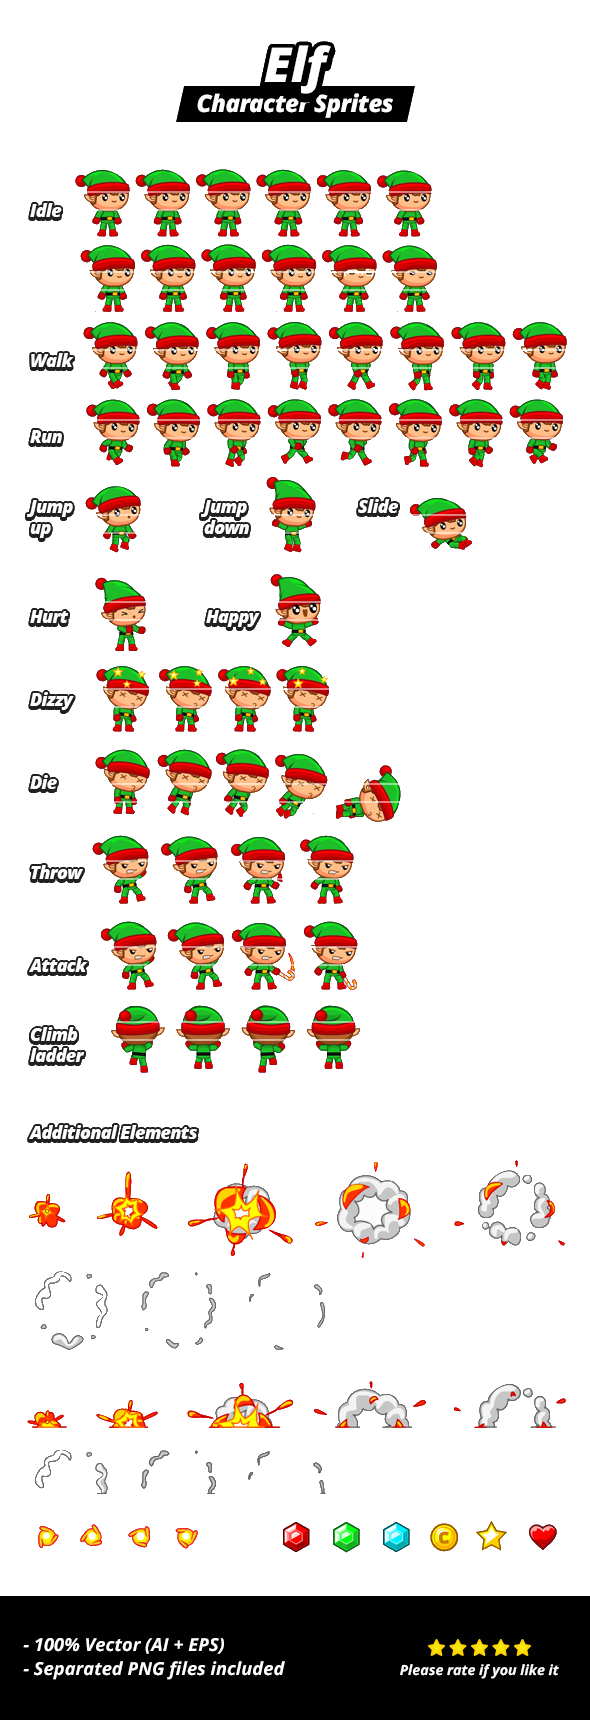 Elf
Character Sprites
Idle
Walk
Run
Jump up
Jump down
Slide
Hurt
Happy
Dizzy
Die
Throw
Attack
Climb ladder
Additional Elements
C
- 100% Vector (AI + EPS)
- Separated PNG files included
Please rate if you like it